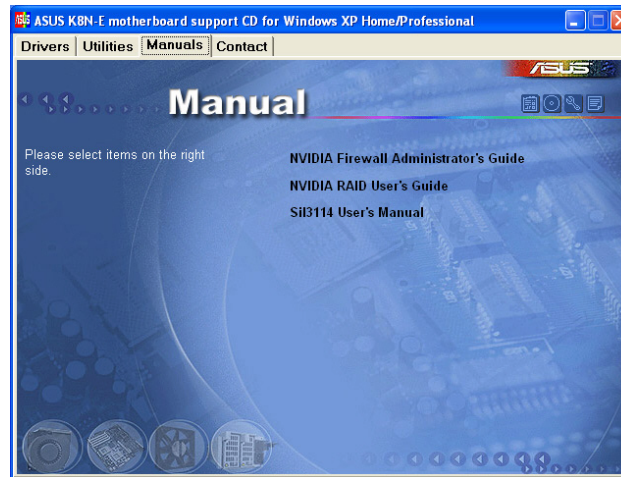 ASUS K8N-E motherboard support CD for Windows XP Home/Professional
Drivers Utilities Manuals Contact
ASUS
Manual
Please select items on the right
side.
NVIDIA Firewall Administrator's Guide
NVIDIA RAID User's Guide
Sil3114 User's Manual